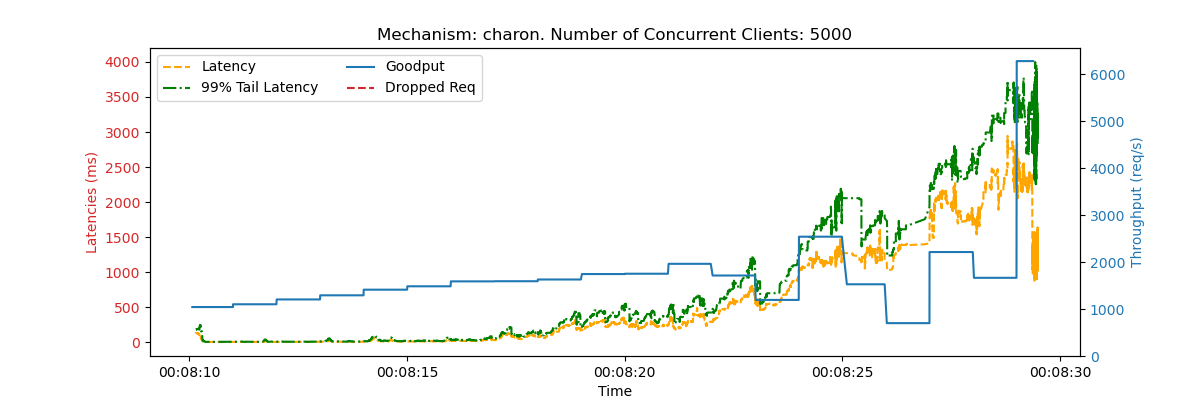 Mechanism: charon. Number of Concurrent Clients: 5000
Latency
99% Tail Latency
Goodput
Dropped Req
Latencies (ms)
4000
3500
3000
2500
2000
1500
1000
500
0
Throughput (req/s)
6000
5000
4000
3000
2000
1000
0
00:08:10
00:08:15
00:08:20
00:08:25
00:08:30
Time